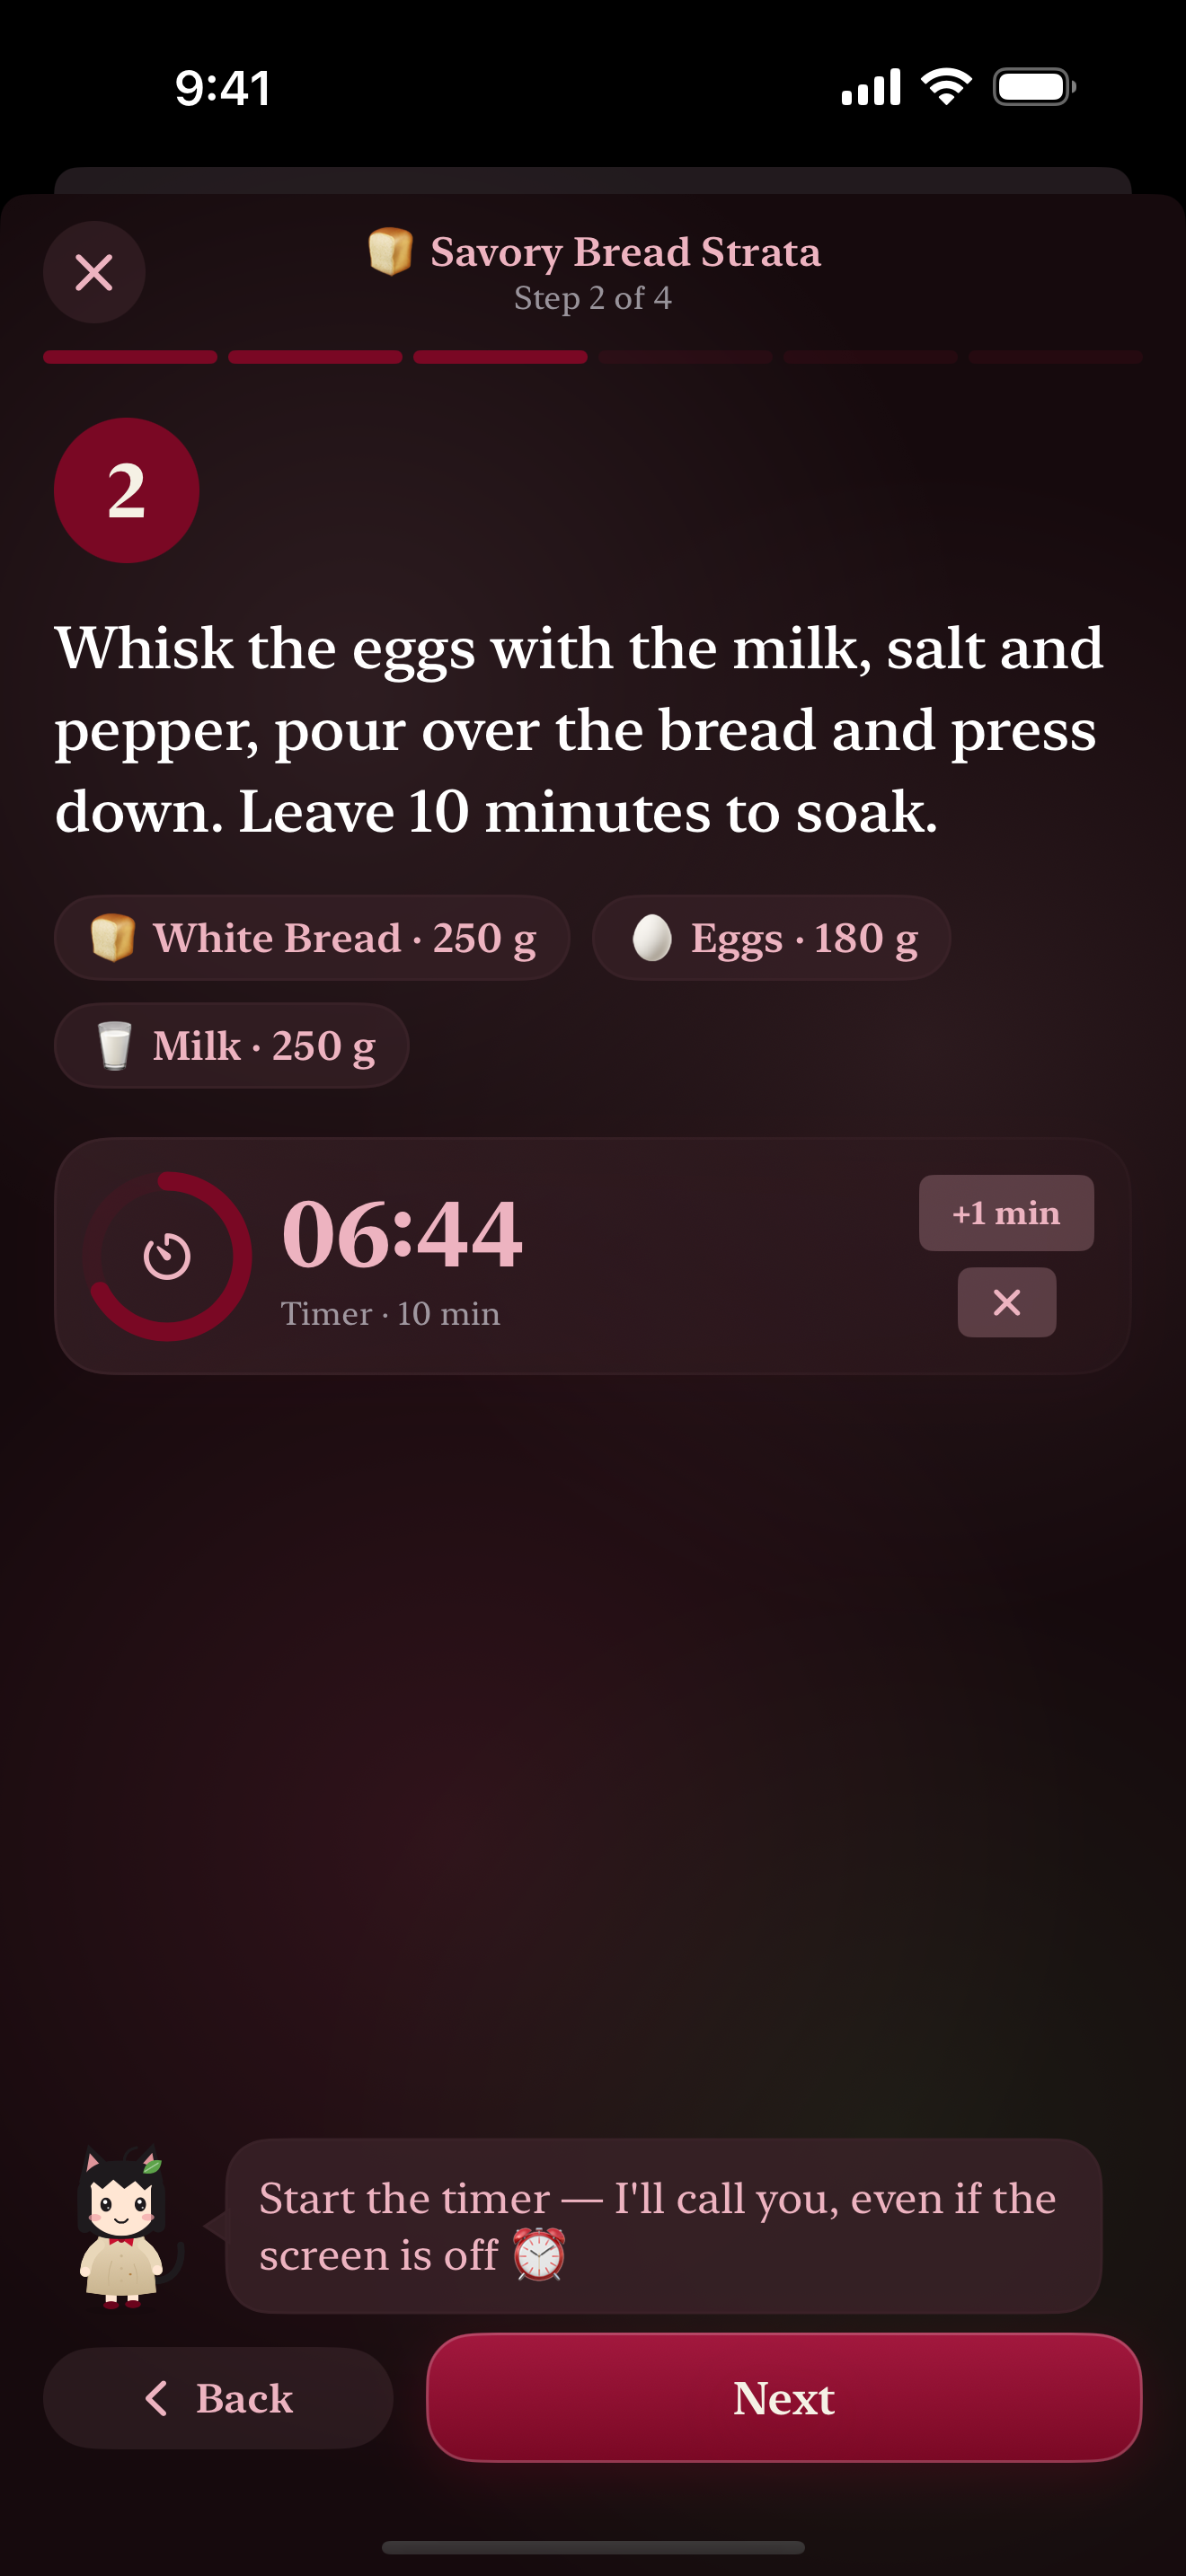 9:41
Savory Bread Strata
Step 2 of 4
2
Whisk the eggs with the milk, salt and
pepper, pour over the bread and press
down. Leave 10 minutes to soak.
White Bread · 250 g
Eggs · 180 g
Milk · 250 g
06:44
Timer · 10 min
+1 min
Start the timer — I'll call you, even if the
screen is off ⏰
Back
Next